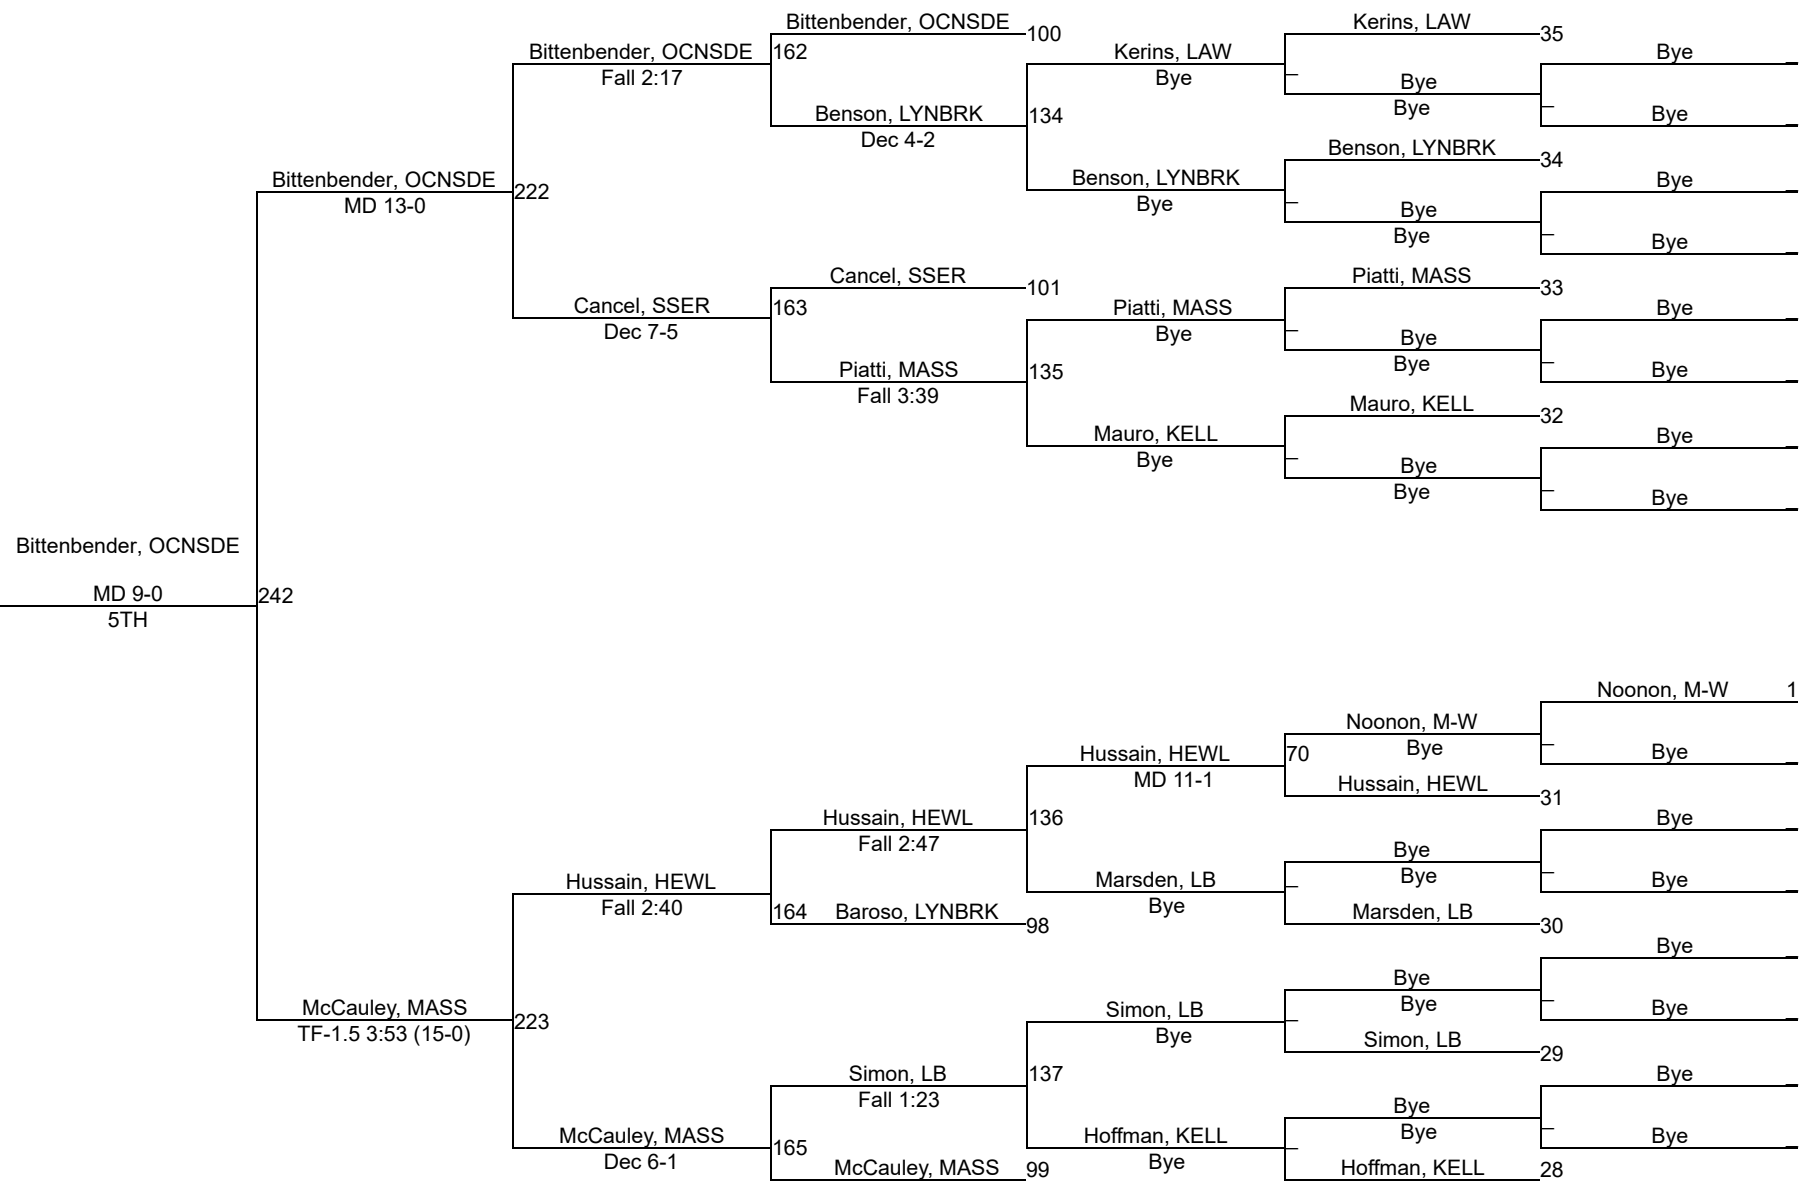 Bittenbender, OCNSDE
100
Kerins, LAW
35
Bittenbender, OCNSDE
162
Kerins, LAW
Bye
Fall 2:17
Bye
Bye
Bye
Benson, LYNBRK
134
Bye
Bye
Dec 4-2
Benson, LYNBRK
34
Bittenbender, OCNSDE
222
Benson, LYNBRK
Bye
MD 13-0
Bye
Bye
Bye
Bye
Cancel, SSER
101
Piatti, MASS
33
Cancel, SSER
163
Piatti, MASS
Bye
Dec 7-5
Bye
Bye
Piatti, MASS
135
Bye
Bye
Fall 3:39
Mauro, KELL
32
Mauro, KELL
Bye
Bye
Bye
Bye
Bye
Bittenbender, OCNSDE
MD 9-0
242
5TH
Noonon, M-W
1
Noonon, M-W
Bye
Hussain, HEWL
70
Bye
MD 11-1
Hussain, HEWL
31
Hussain, HEWL
136
Bye
Fall 2:47
Bye
Hussain, HEWL
Marsden, LB
Bye
Bye
Fall 2:40
Bye
164
Baroso, LYNBRK
98
Marsden, LB
30
Bye
Bye
McCauley, MASS
223
Simon, LB
Bye
Bye
TF-1.5 3:53 (15-0)
Bye
Simon, LB
29
Simon, LB
137
Bye
Fall 1:23
Bye
McCauley, MASS
165
Hoffman, KELL
Bye
Bye
Dec 6-1
Bye
McCauley, MASS
99
Hoffman, KELL
28